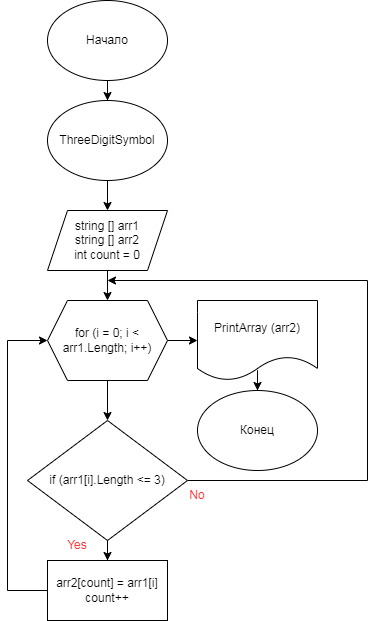 Начало
ThreeDigitSymbol
string [] arr1
string [] arr2
int count = 0
for (i = 0; i <
arr1.Length; i++)
PrintArray (arr2)
Конец
if (arr1[i].Length <= 3)
No
Yes
arr2[count] = arr1[i]
count++